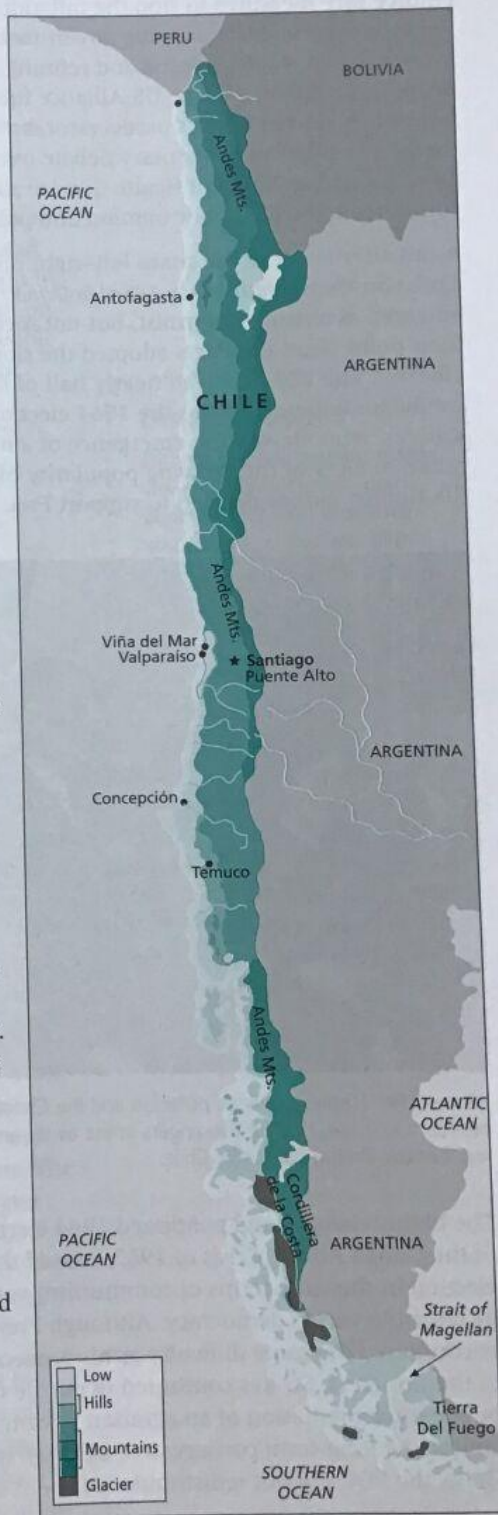 PERU
BOLIVIA
Andes Mts.
PACIFIC
OCEAN
Antofagasta
ARGENTINA
CHILE
Andes Mts.
Viña del Mar
Valparaíso
Santiago
Puente Alto
ARGENTINA
Concepción
Temuco
Andes Mts.
ATLANTIC
OCEAN
Cordillera
de la Costa
PACIFIC
OCEAN
ARGENTINA
Strait of
Magellan
Low
Hills
Mountains
Glacier
Tierra
Del Fuego
SOUTHERN
OCEAN